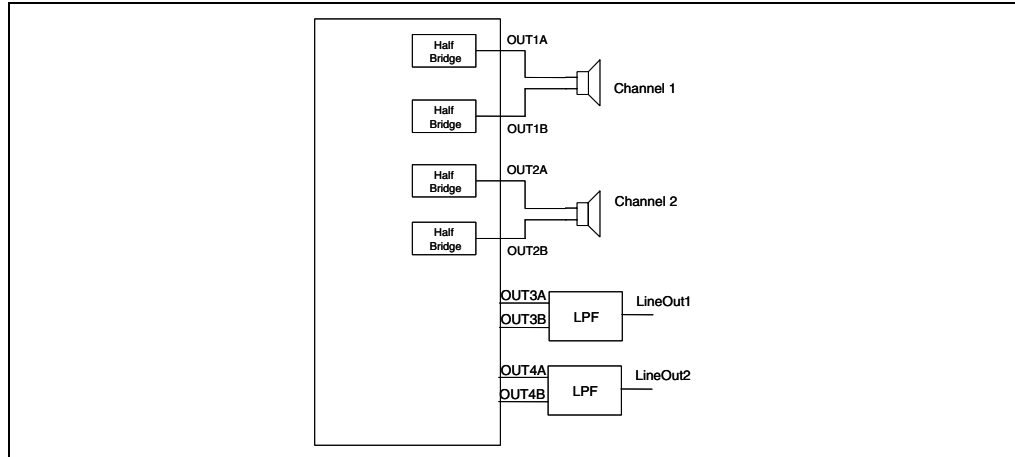 Half
Bridge
OUT1A
Channel 1
Half
Bridge
OUT1B
Half
Bridge
OUT2A
Channel 2
Half
Bridge
OUT2B
OUT3A
LPF
LineOut1
OUT3B
OUT4A
LPF
LineOut2
OUT4B